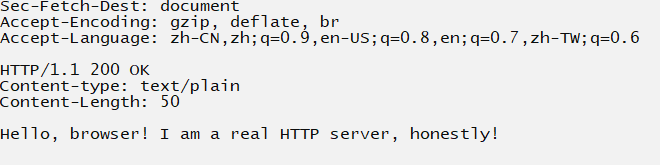 Sec-Fetch-Dest: document
Accept-Encoding: gzip, deflate, br
Accept-Language: zh-CN,zh;q=0.9,en-US;q=0.8,en;q=0.7,zh-TW;q=0.6
HTTP/1.1 200 OK
Content-type: text/plain
Content-Length: 50
Hello, browser! I am a real HTTP server, honestly!